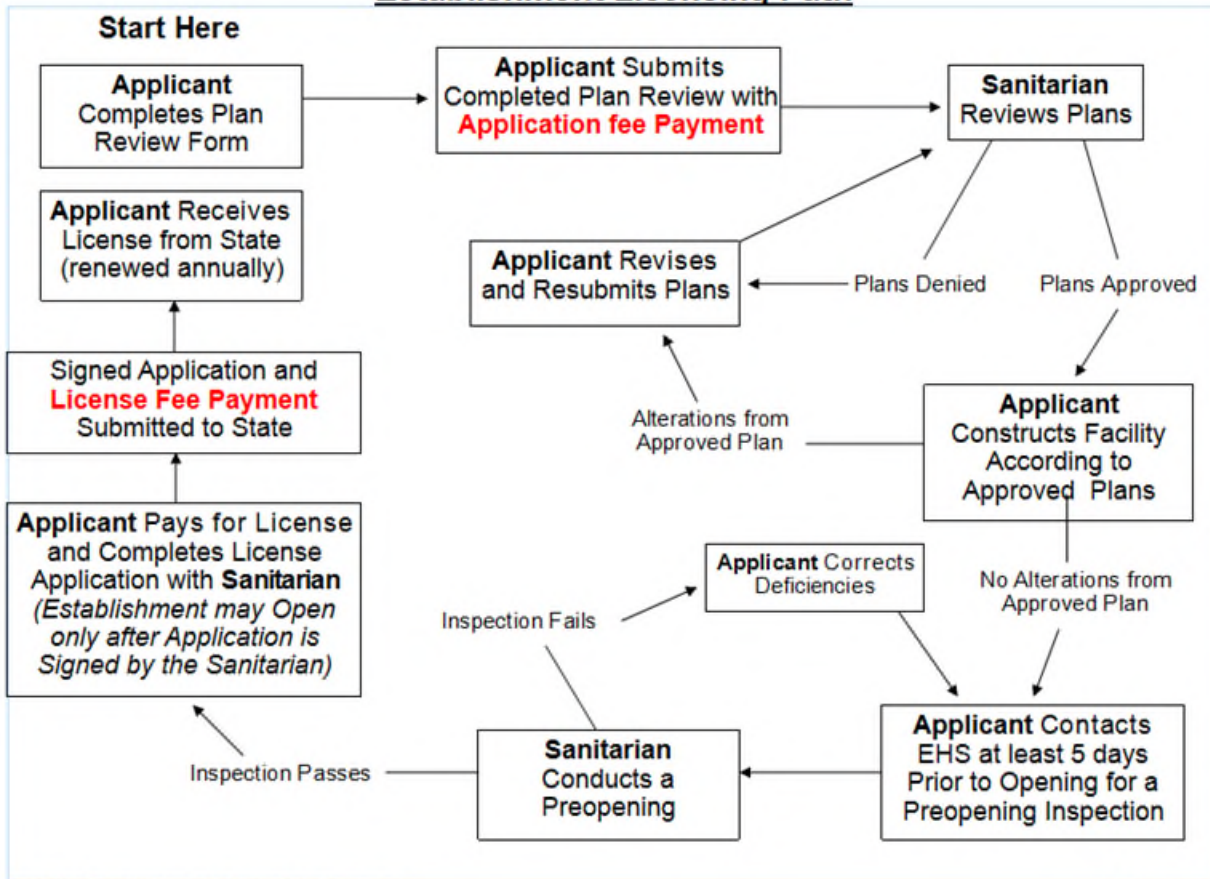 Establishment Licensing Path
Start Here
Applicant
Completes Plan
Review Form
Applicant Submits
Completed Plan Review with
Application fee Payment
Sanitarian
Reviews Plans
Plans Denied
Plans Approved
Applicant Revises
and Resubmits Plans
Applicant
Constructs Facility
According to
Approved Plans
Alterations from
Approved Plan
No Alterations from
Approved Plan
Applicant Contacts
EHS at least 5 days
Prior to Opening for a
Preopening Inspection
Applicant Corrects
Deficiencies
Inspection Fails
Sanitarian
Conducts a
Preopening
Inspection Passes
Applicant Pays for License
and Completes License
Application with Sanitarian
(Establishment may Open
only after Application is
Signed by the Sanitarian)
Signed Application and
License Fee Payment
Submitted to State
Applicant Receives
License from State
(renewed annually)